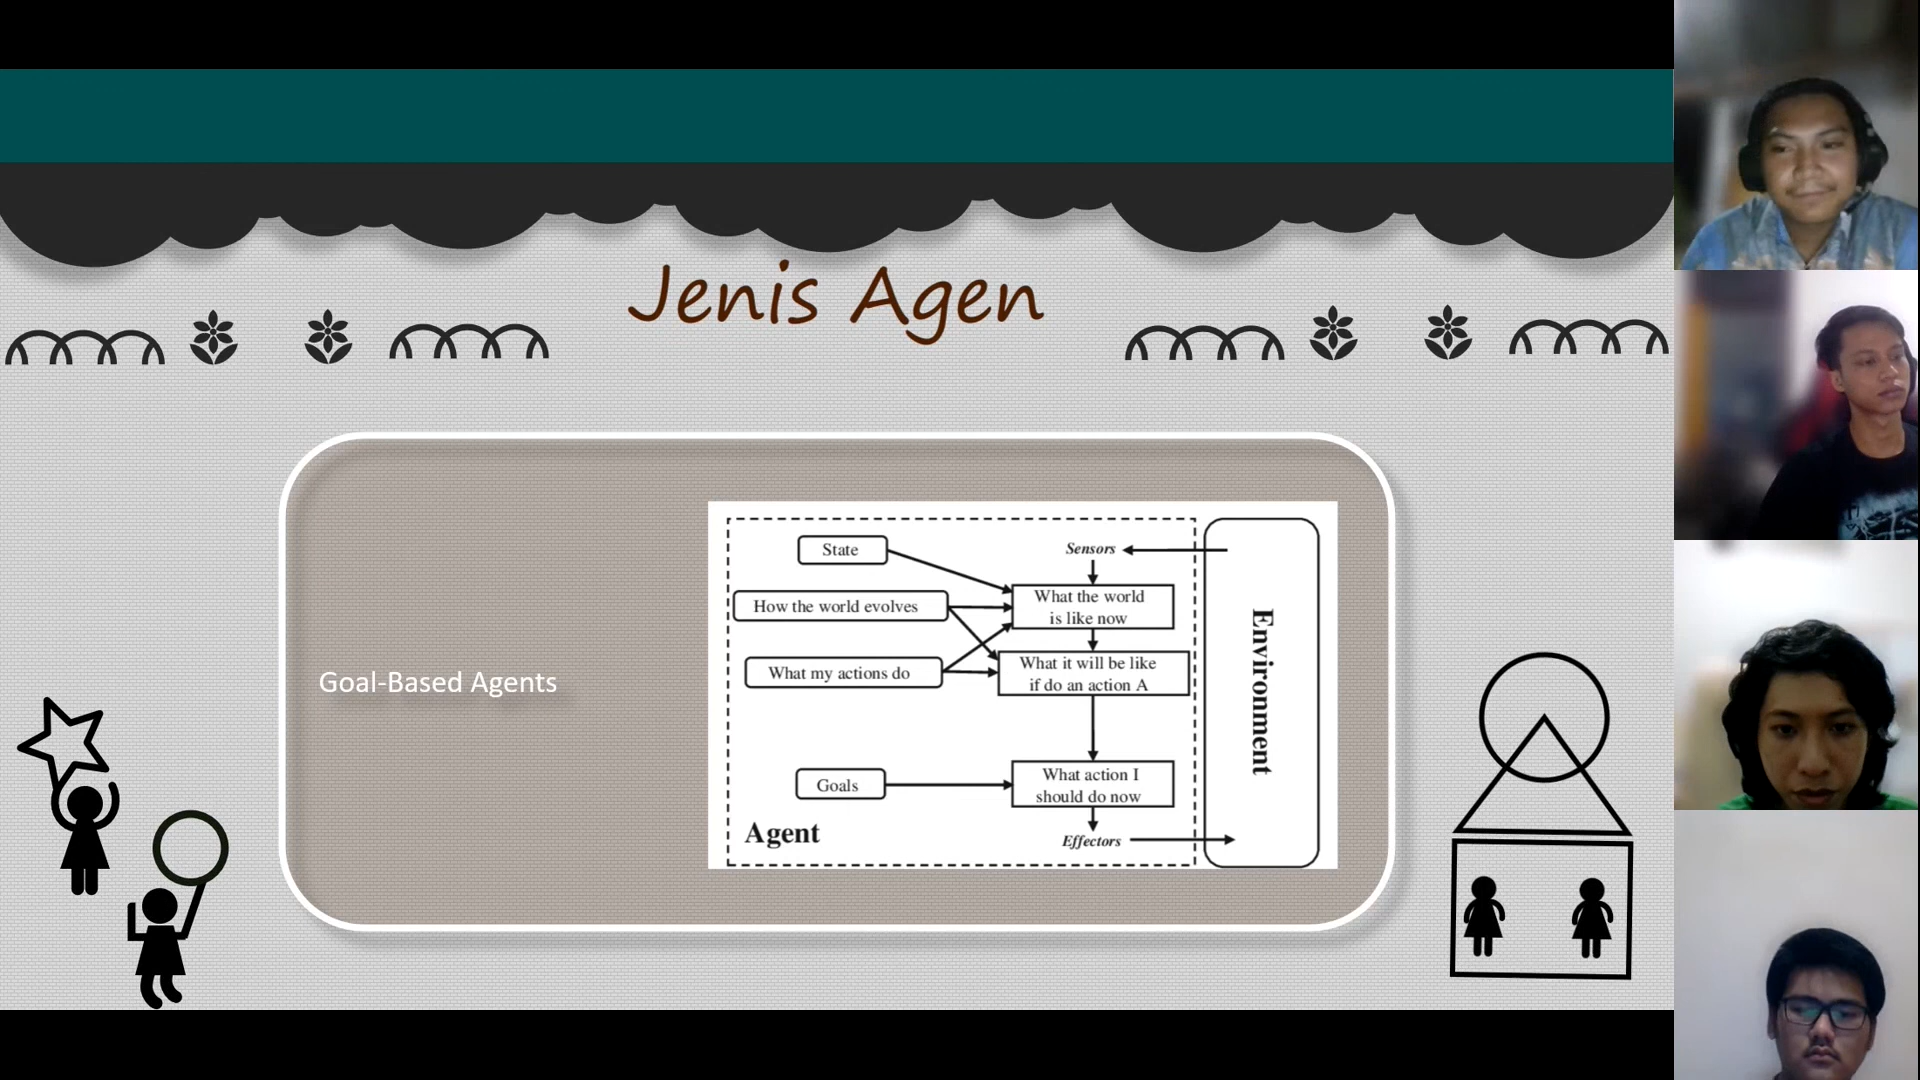 Jenis Agen
Goal-Based Agents
State
Sensors
How the world evolves
What the world
is like now
What my actions do
What it will be like
if do an action A
Goals
What action I
should do now
Agent
Effectors
Environment